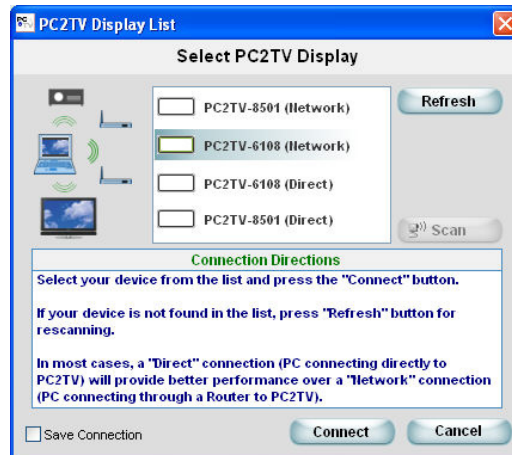 PC2TV Display List
Select PC2TV Display
PC2TV-8501 (Network)
Refresh
PC2TV-6108 (Network)
PC2TV-6108 (Direct)
PC2TV-8501 (Direct)
Scan
Connection Directions
Select your device from the list and press the "Connect" button.
If your device is not found in the list, press "Refresh" button for
rescanning.
In most cases, a "Direct" connection (PC connecting directly to
PC2TV) will provide better performance over a "Network" connection
(PC connecting through a Router to PC2TV).
Save Connection
Connect
Cancel